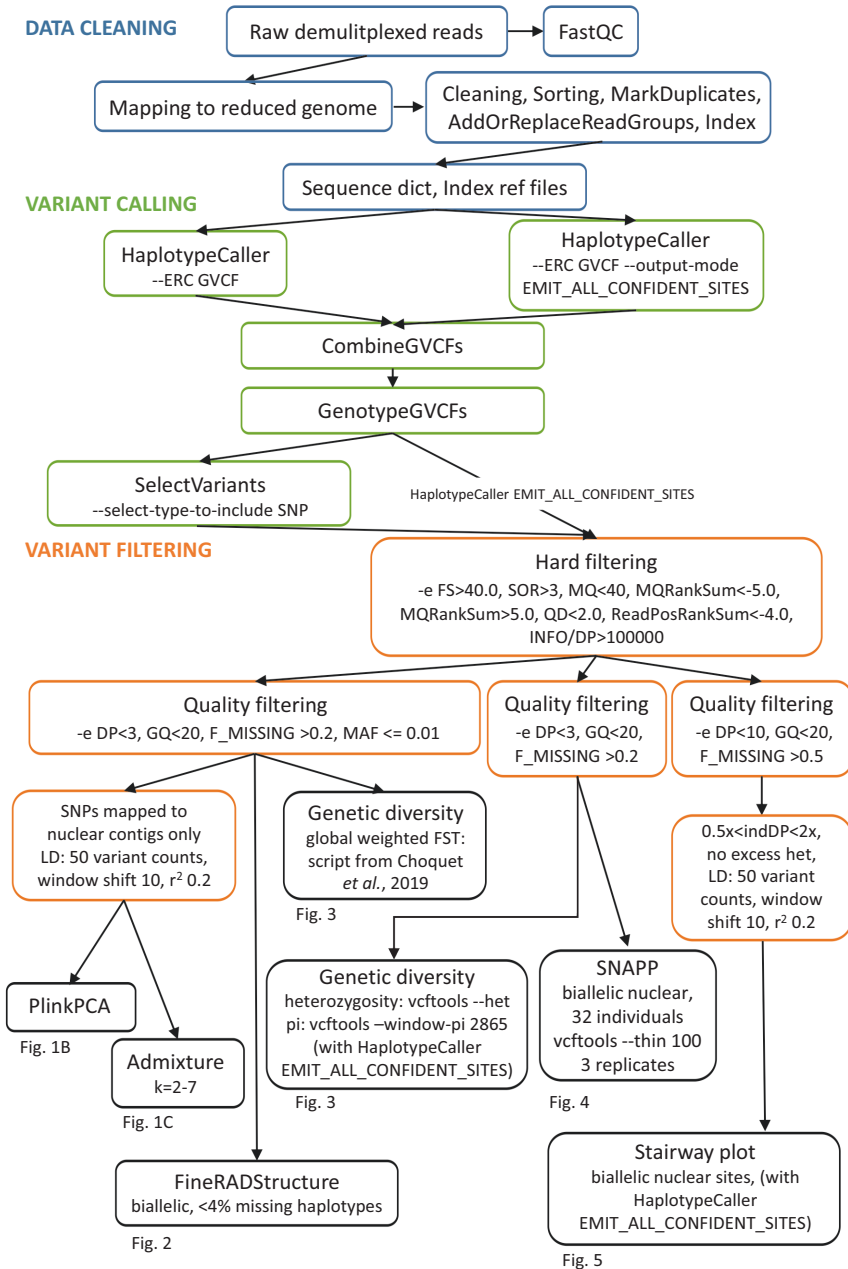 DATA CLEANING
Raw demulitplexed reads
FastQC
Mapping to reduced genome
Cleaning, Sorting, MarkDuplicates,
AddOrReplaceReadGroups, Index
Sequence dict, Index ref files
VARIANT CALLING
HaplotypeCaller
--ERC GVCF
HaplotypeCaller
--ERC GVCF --output-mode
EMIT_ALL_CONFIDENT_SITES
CombineGVCFs
GenotypeGVCFs
SelectVariants
--select-type-to-include SNP
HaplotypeCaller EMIT_ALL_CONFIDENT_SITES
VARIANT FILTERING
Hard filtering
-e FS>40.0, SOR>3, MQ<40, MQRankSum<-5.0,
MQRankSum>5.0, QD<2.0, ReadPosRankSum<-4.0,
INFO/DP>100000
Quality filtering
-e DP<3, GQ<20, F_MISSING >0.2, MAF <= 0.01
Quality filtering
-e DP<3, GQ<20,
F_MISSING >0.2
Quality filtering
-e DP<10, GQ<20,
F_MISSING >0.5
SNPs mapped to
nuclear contigs only
LD: 50 variant counts,
window shift 10, r² 0.2
Genetic diversity
global weighted FST:
script from Choquet
et al., 2019
Fig. 3
0.5x<indDP<2x,
no excess het,
LD: 50 variant
counts, window
shift 10, r² 0.2
PlinkPCA
Fig. 1B
Admixture
k=2-7
Fig. 1C
Genetic diversity
heterozygosity: vcftools --het
pi: vcftools –window-pi 2865
(with HaplotypeCaller
EMIT_ALL_CONFIDENT_SITES)
Fig. 3
SNAPP
biallelic nuclear,
32 individuals
vcftools --thin 100
3 replicates
Fig. 4
FineRADStructure
biallelic, <4% missing haplotypes
Fig. 2
Stairway plot
biallelic nuclear sites, (with
HaplotypeCaller
EMIT_ALL_CONFIDENT_SITES)
Fig. 5